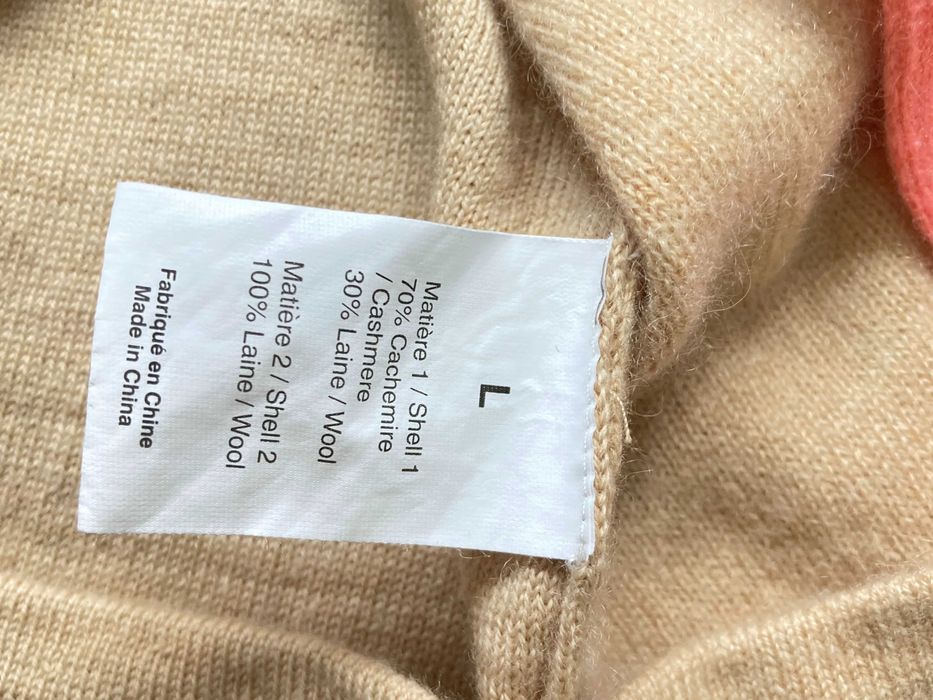 L
Matière 1 / Shell 1
70% Cachemire
/ Cashmere
30% Laine / Wool
Matière 2 / Shell 2
100% Laine / Wool
Fabriqué en Chine
Made in China